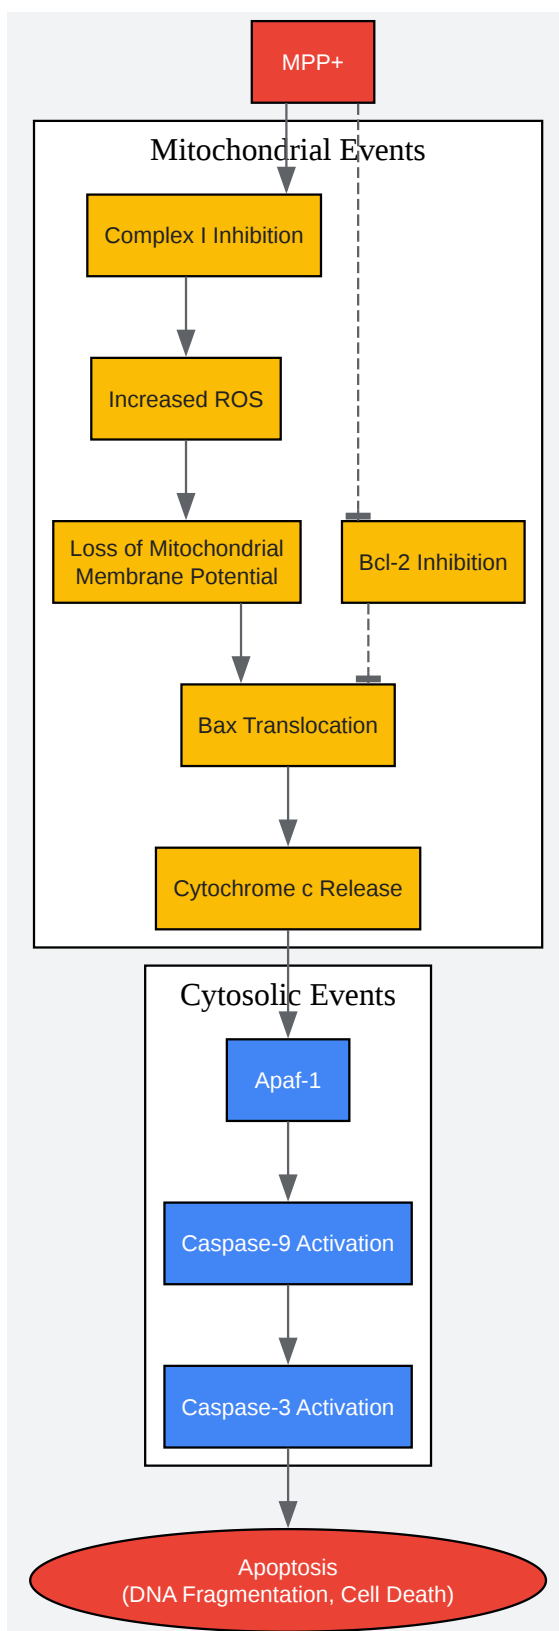 MPP+
Mitochondrial Events
Complex I Inhibition
Increased ROS
Loss of Mitochondrial
Membrane Potential
Bcl-2 Inhibition
Bax Translocation
Cytochrome c Release
Cytosolic Events
Apaf-1
Caspase-9 Activation
Caspase-3 Activation
Apoptosis
(DNA Fragmentation, Cell Death)